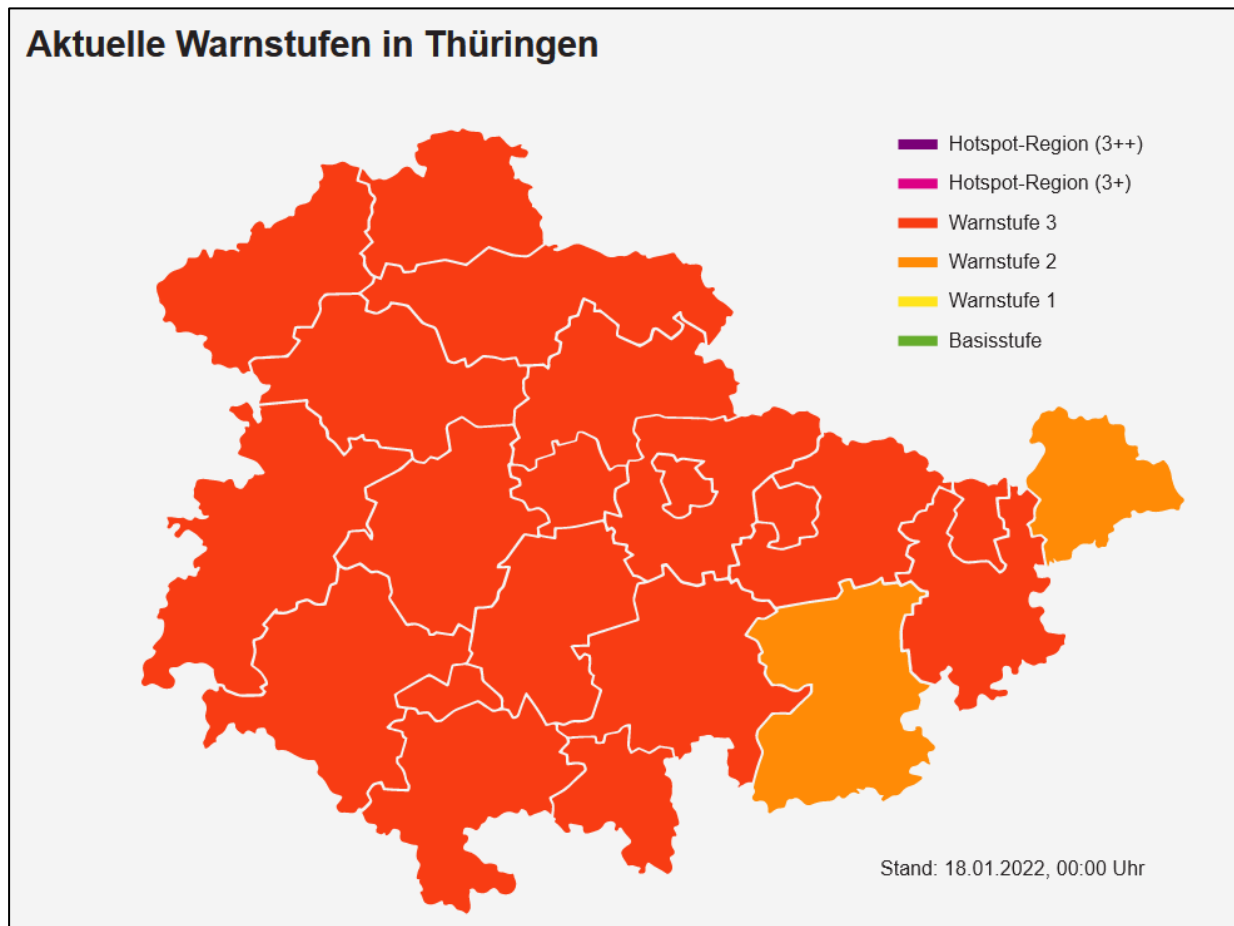 Aktuelle Warnstufen in Thüringen
Hotspot-Region (3++)
Hotspot-Region (3+)
Warnstufe 3
Warnstufe 2
Warnstufe 1
Basisstufe
Stand: 18.01.2022, 00:00 Uhr